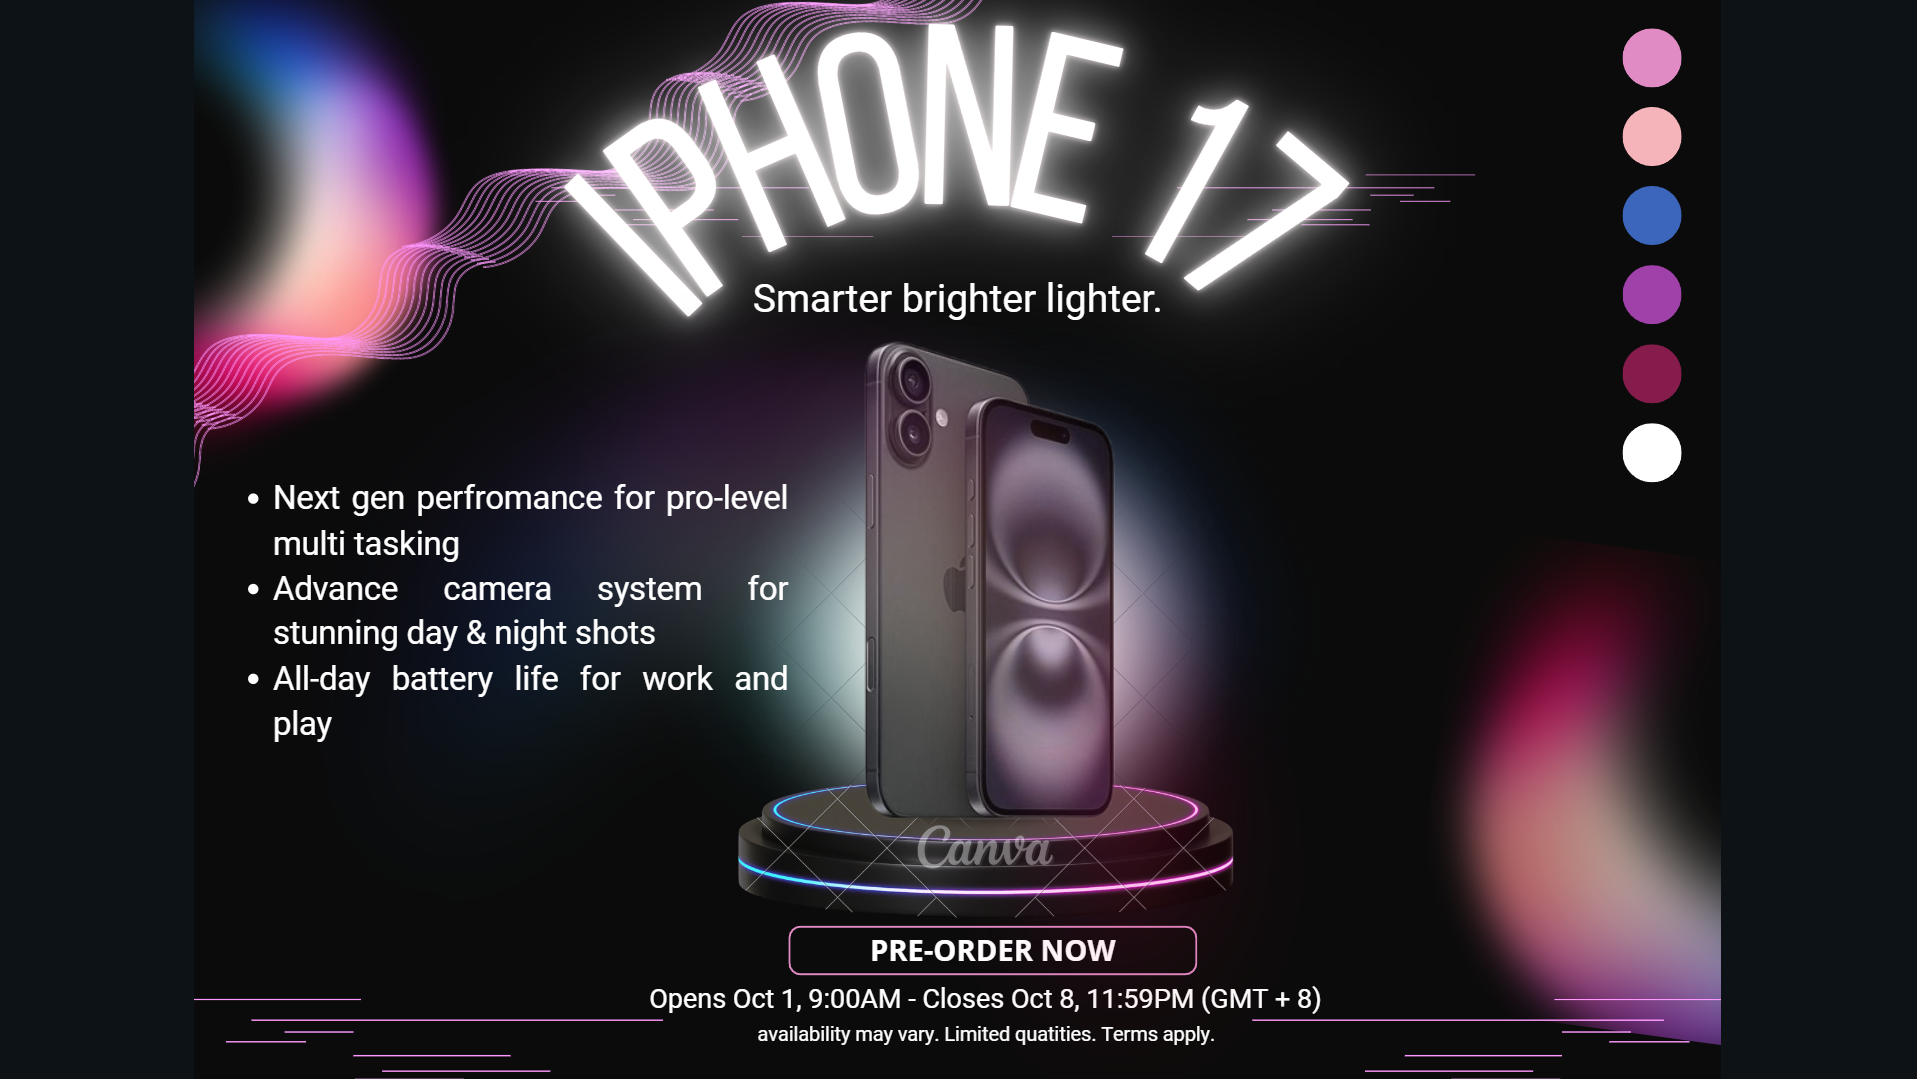 IPHONE 17
Smarter brighter lighter.
• Next gen perfromance for pro-level
multi tasking
• Advance camera system for
stunning day & night shots
• All-day battery life for work and
play
Canva
PRE-ORDER NOW
Opens Oct 1, 9:00AM - Closes Oct 8, 11:59PM (GMT + 8)
availability may vary. Limited quatities. Terms apply.